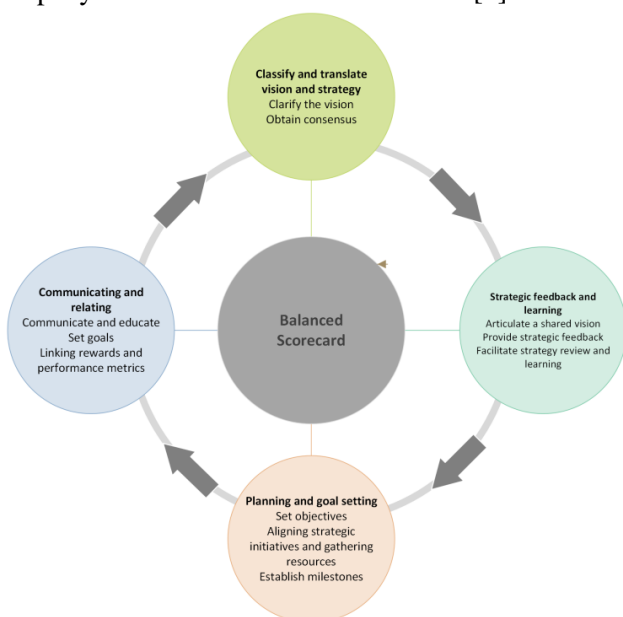 Classify and translate
vision and strategy
Clarify the vision
Obtain consensus
Communicating and
relating
Communicate and educate
Set goals
Linking rewards and
performance metrics
Balanced
Scorecard
Strategic feedback and
learning
Articulate a shared vision
Provide strategic feedback
Facilitate strategy review and
learning
Planning and goal setting
Set objectives
Aligning strategic
initiatives and gathering
resources
Establish milestones